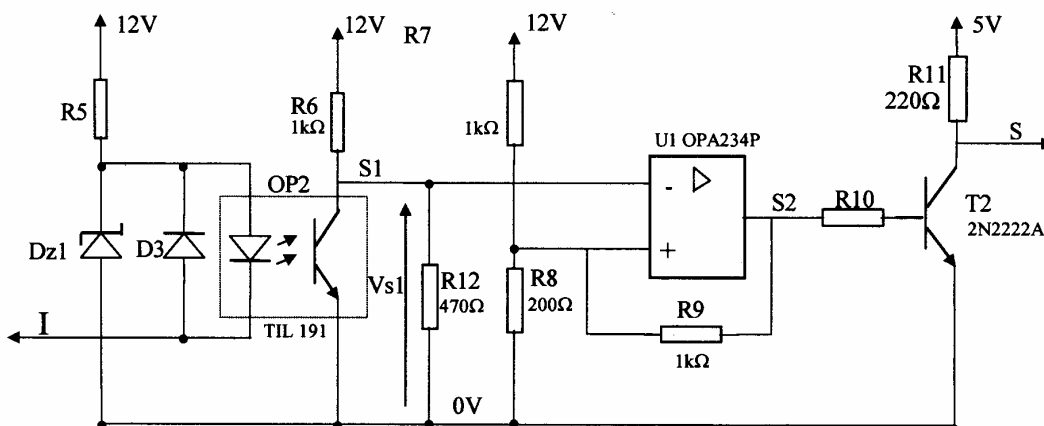 12V
12V
R7
12V
5V
R5
R6
1kΩ
1kΩ
R11
220Ω
U1 OPA234P
S
OP2
S1
-
S2
R10
T2
2N2222A
Dz1
D3
+
Vs1
R12
470Ω
R8
200Ω
R9
1kΩ
I
TIL 191
0V